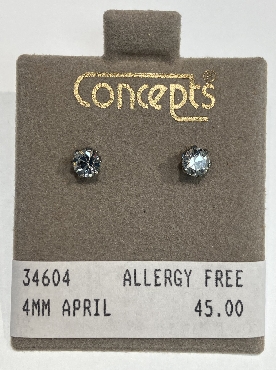 Concepts®
34604 ALLERGY FREE
4MM APRIL 45.00